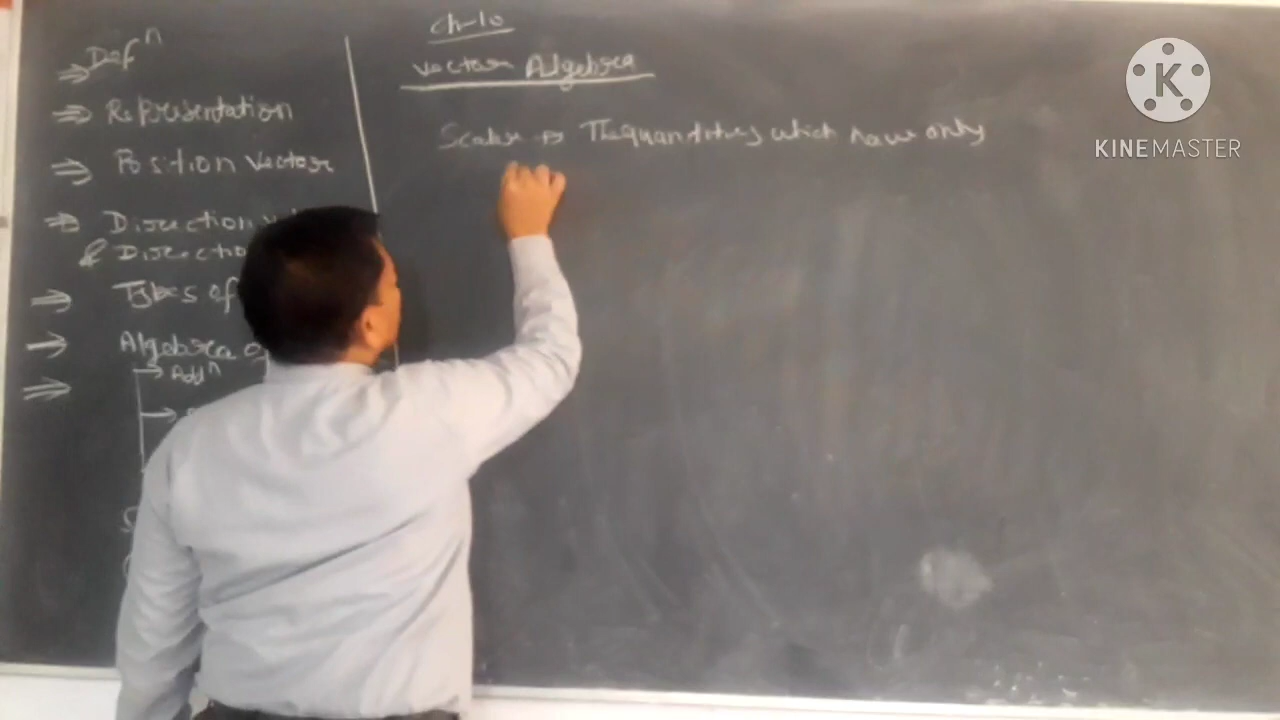 Defⁿ
⇒ Representation
⇒ Position Vector
⇒ Direction
& Directio
⇒ Types of
→ Algebra of
→ Addⁿ
Ch-10
Vector Algebra
Scalar → The quantities which have only
KINEMASTER